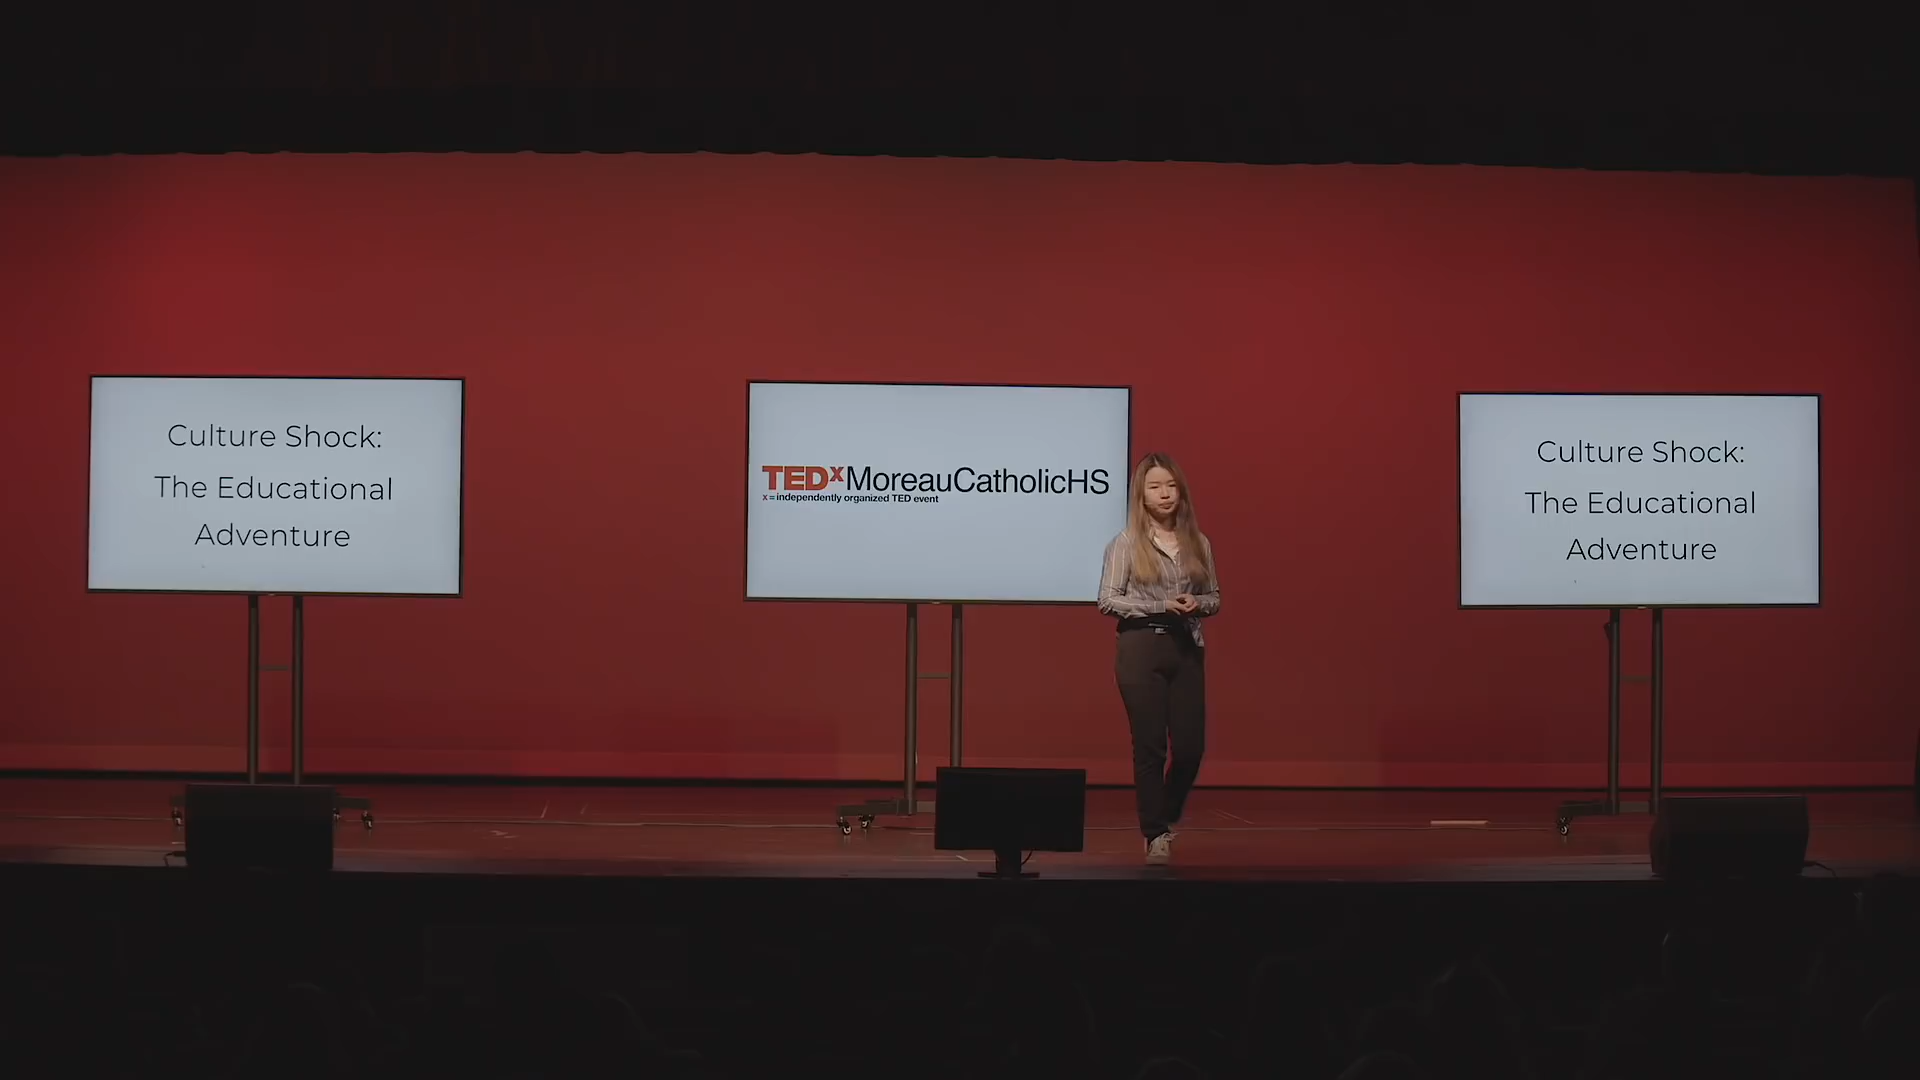 Culture Shock:
The Educational
Adventure
TEDxMoreauCatholicHS
x = independently organized TED event
Culture Shock:
The Educational
Adventure